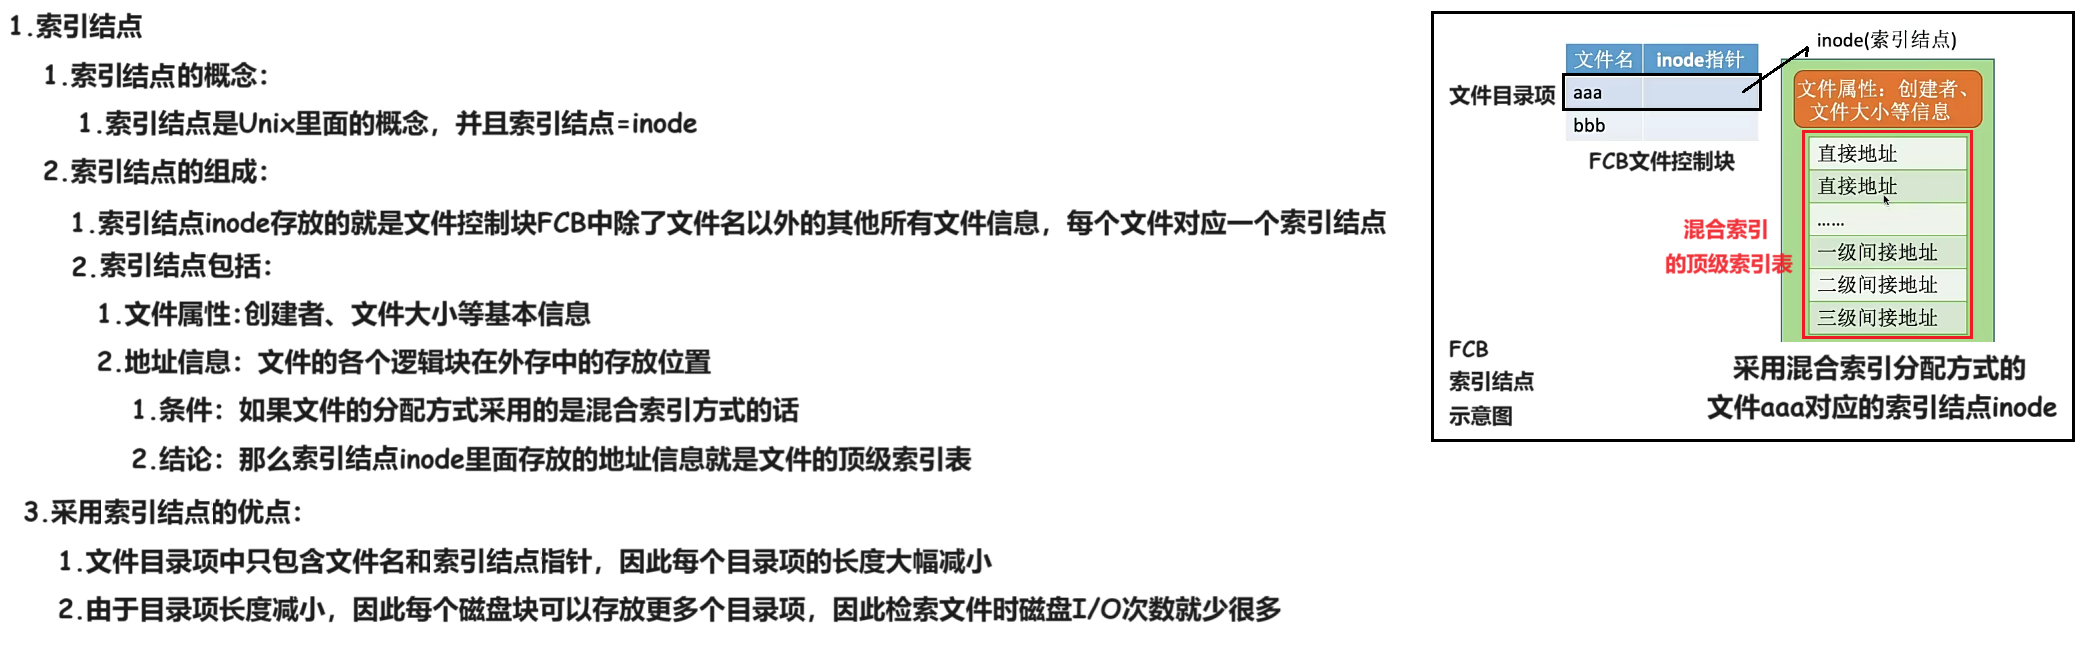 1.索引结点
1.索引结点的概念：
1.索引结点是Unix里面的概念，并且索引结点=inode
2.索引结点的组成：
1.索引结点inode存放的就是文件控制块FCB中除了文件名以外的其他所有文件信息，每个文件对应一个索引结点
2.索引结点包括：
1.文件属性：创建者、文件大小等基本信息
2.地址信息：文件的各个逻辑块在外存中的存放位置
1.条件：如果文件的分配方式采用的是混合索引方式的话
2.结论：那么索引结点inode里面存放的地址信息就是文件的顶级索引表
3.采用索引结点的优点：
1.文件目录项中只包含文件名和索引结点指针，因此每个目录项的长度大幅减小
2.由于目录项长度减小，因此每个磁盘块可以存放更多个目录项，因此检索文件时磁盘I/O次数就少很多
inode(索引结点)
文件名 inode指针
文件目录项
aaa
bbb
FCB文件控制块
文件属性：创建者、
文件大小等信息
直接地址
直接地址
......
一级间接地址
二级间接地址
三级间接地址
混合索引
的顶级索引表
FCB
索引结点
示意图
采用混合索引分配方式的
文件aaa对应的索引结点inode